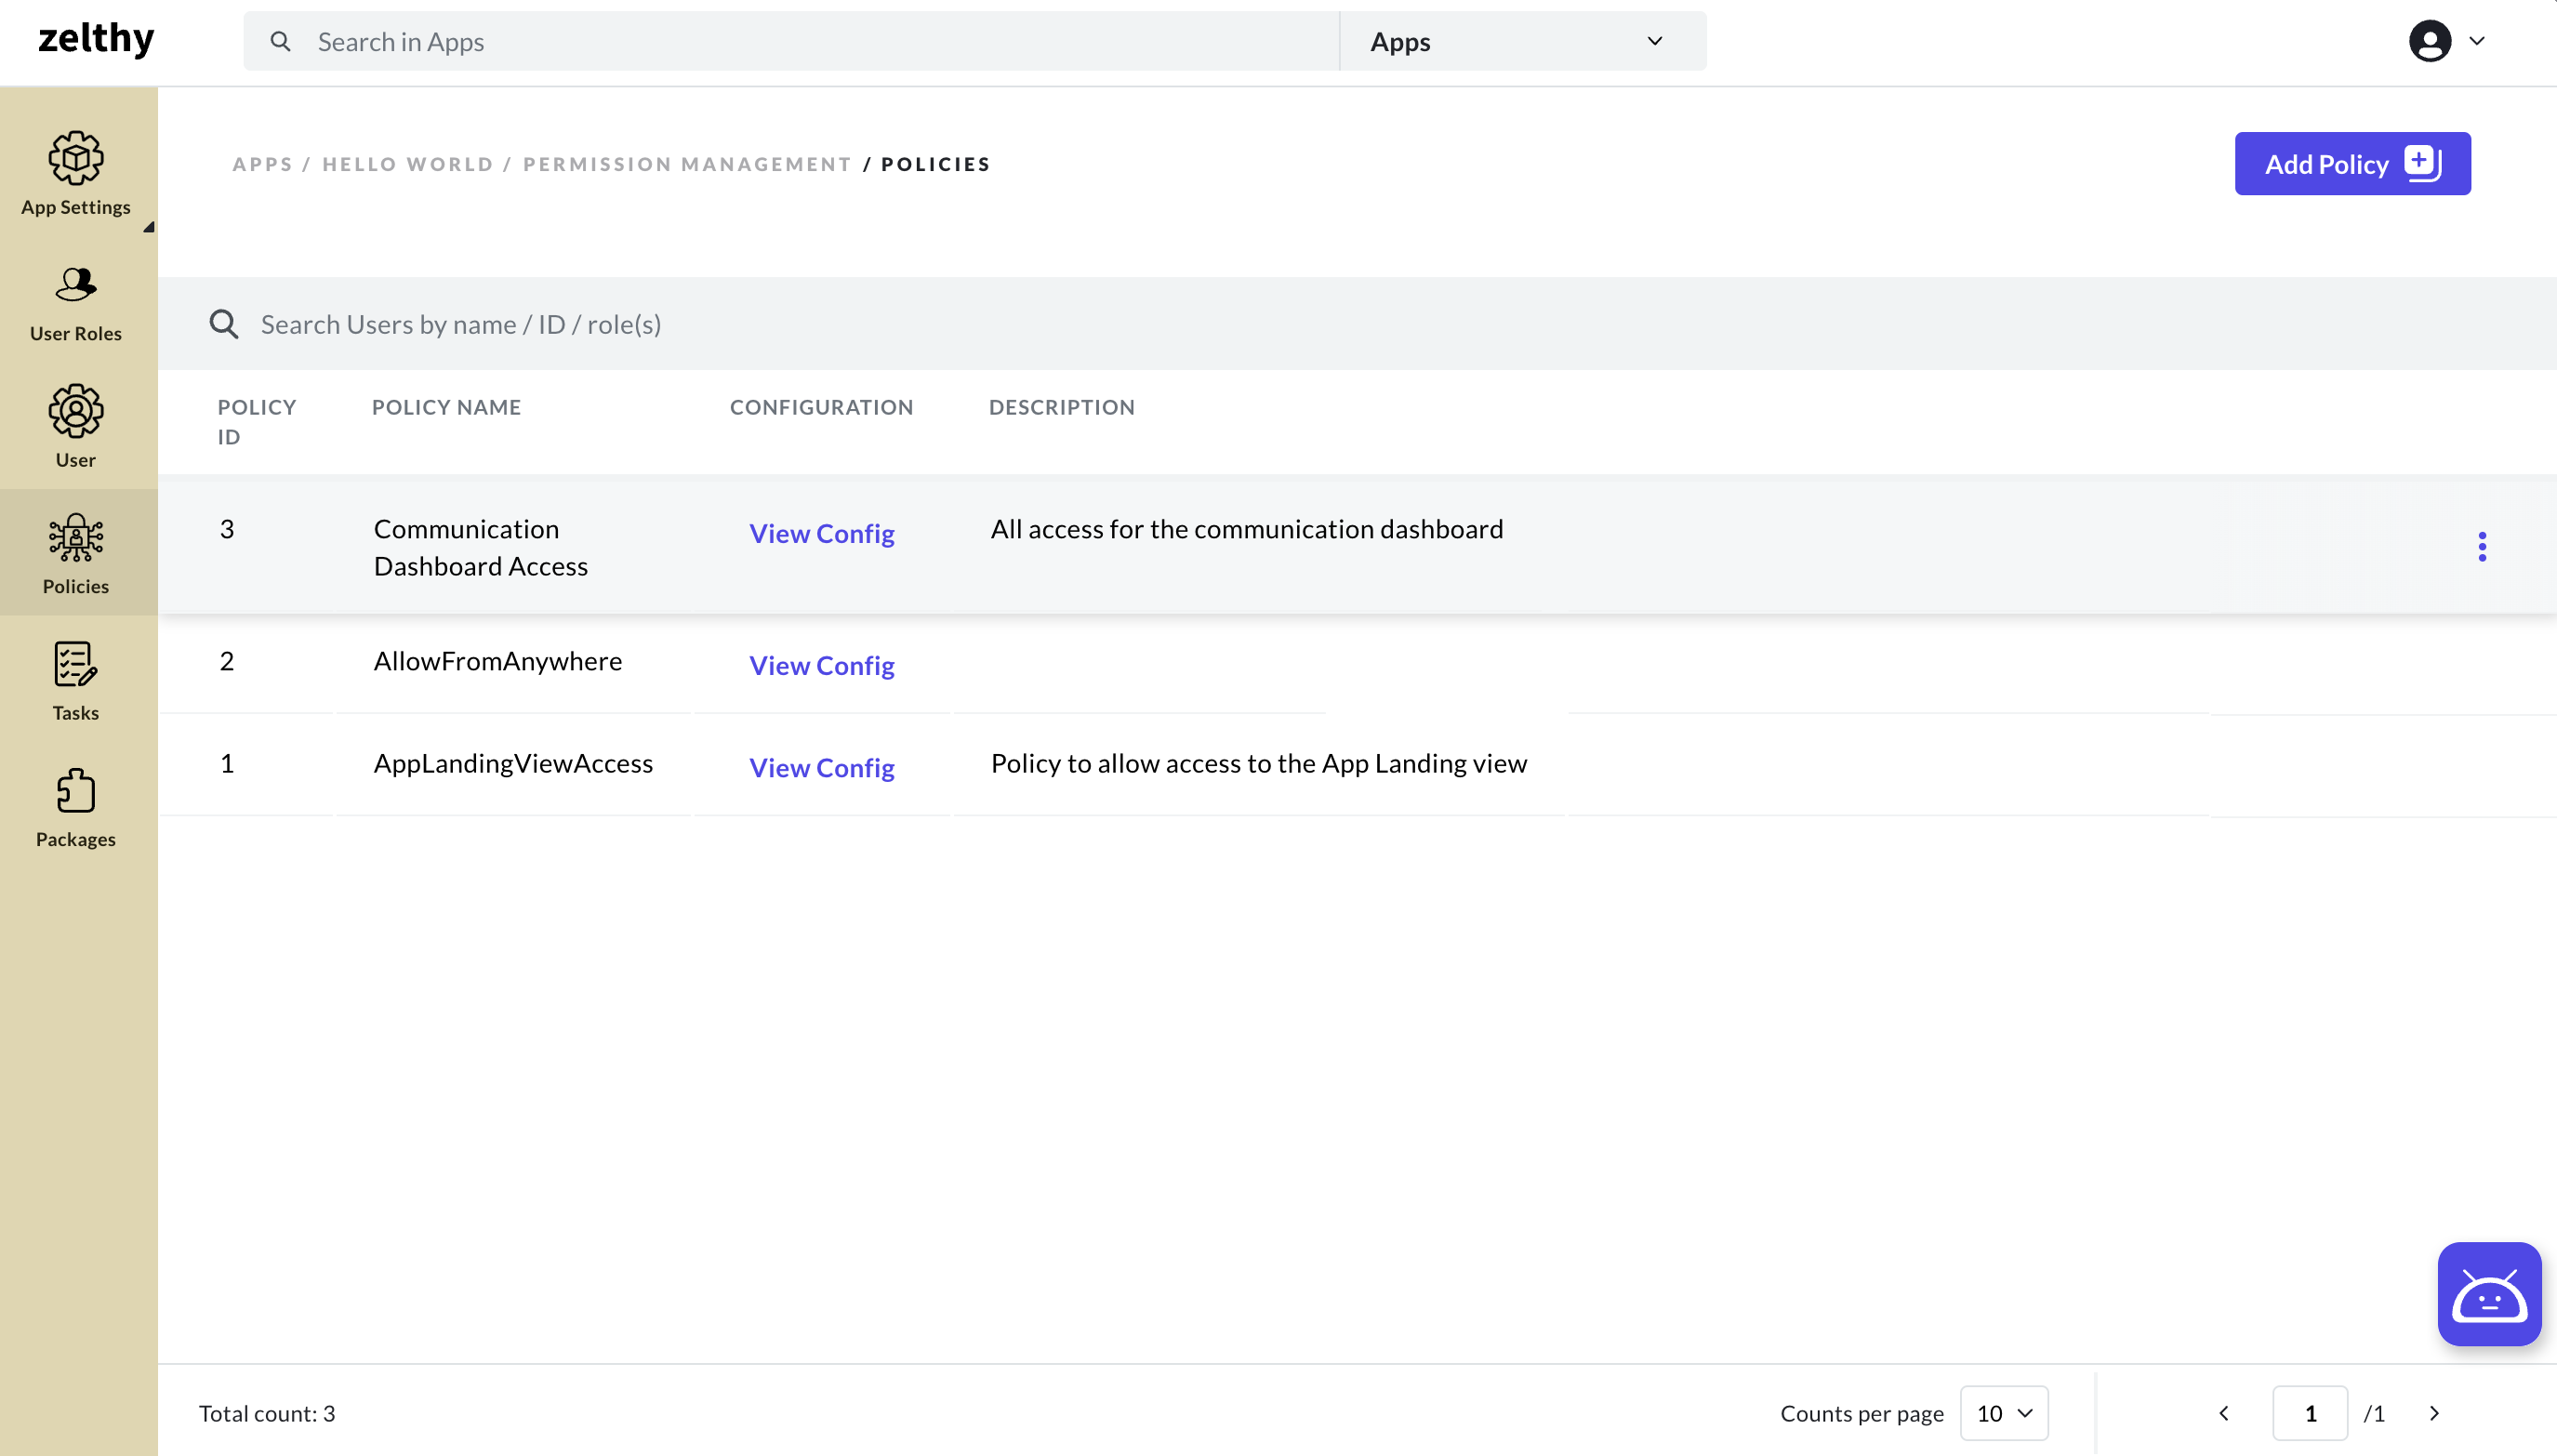 zelthy
Search in Apps
Apps
App Settings
User Roles
User
Policies
Tasks
Packages
APPS / HELLO WORLD / PERMISSION MANAGEMENT / POLICIES
Add Policy
Search Users by name / ID / role(s)
POLICY ID
POLICY NAME
CONFIGURATION
DESCRIPTION
3
Communication
Dashboard Access
View Config
All access for the communication dashboard
2
AllowFromAnywhere
View Config
1
AppLandingViewAccess
View Config
Policy to allow access to the App Landing view
Total count: 3
Counts per page
10
1
/1